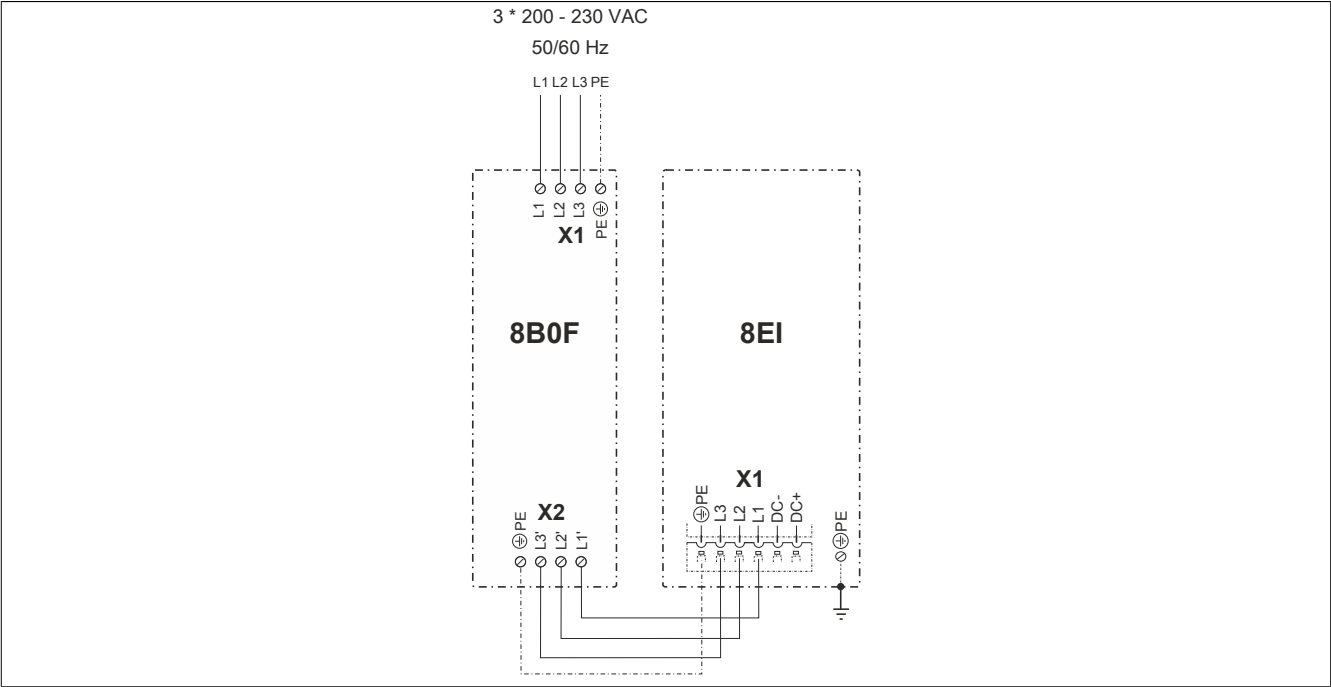 3 * 200 - 230 VAC
50/60 Hz
L1 L2 L3 PE
L1 L2 L3 PE
X1
8B0F
8EI
X1
PE L3 L2 L1 DC- DC+
PE
X2
PE L3' L2' L1'